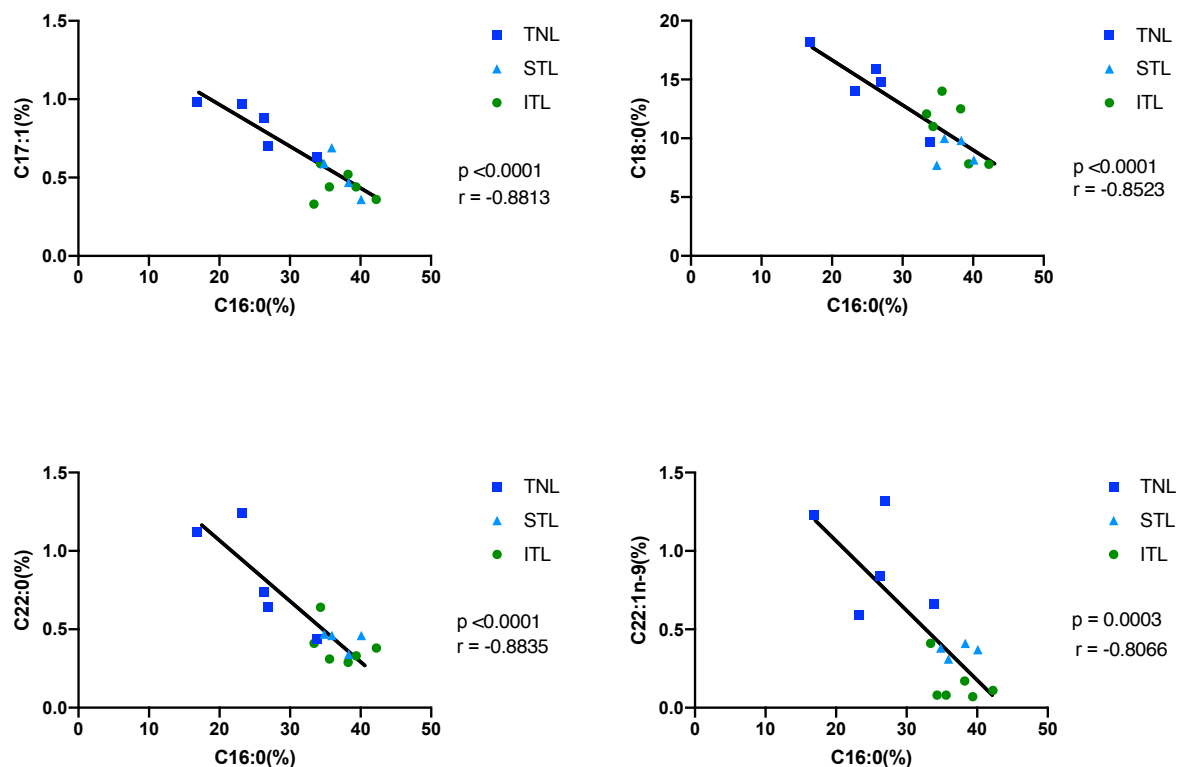 1.5
1.0
0.5
0.0
C17:1(%)
0
10
20
30
40
50
C16:0(%)
TNL
STL
ITL
p <0.0001
r = -0.8813
20
15
10
5
0
C18:0(%)
0
10
20
30
40
50
C16:0(%)
TNL
STL
ITL
p <0.0001
r = -0.8523
1.5
1.0
0.5
0.0
C22:0(%)
0
10
20
30
40
50
C16:0(%)
TNL
STL
ITL
p <0.0001
r = -0.8835
1.5
1.0
0.5
0.0
C22:1n-9(%)
0
10
20
30
40
50
C16:0(%)
TNL
STL
ITL
p = 0.0003
r = -0.8066